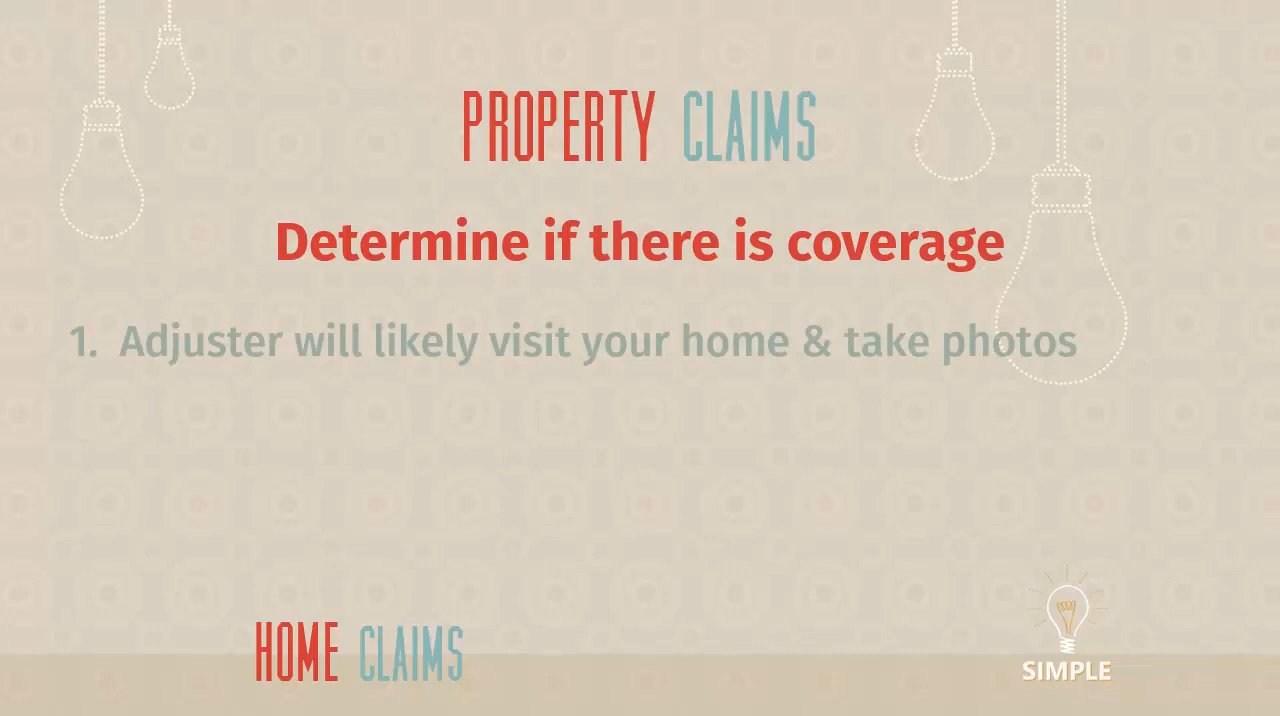 PROPERTY CLAIMS
Determine if there is coverage
1. Adjuster will likely visit your home & take photos
HOME CLAIMS
SIMPLE